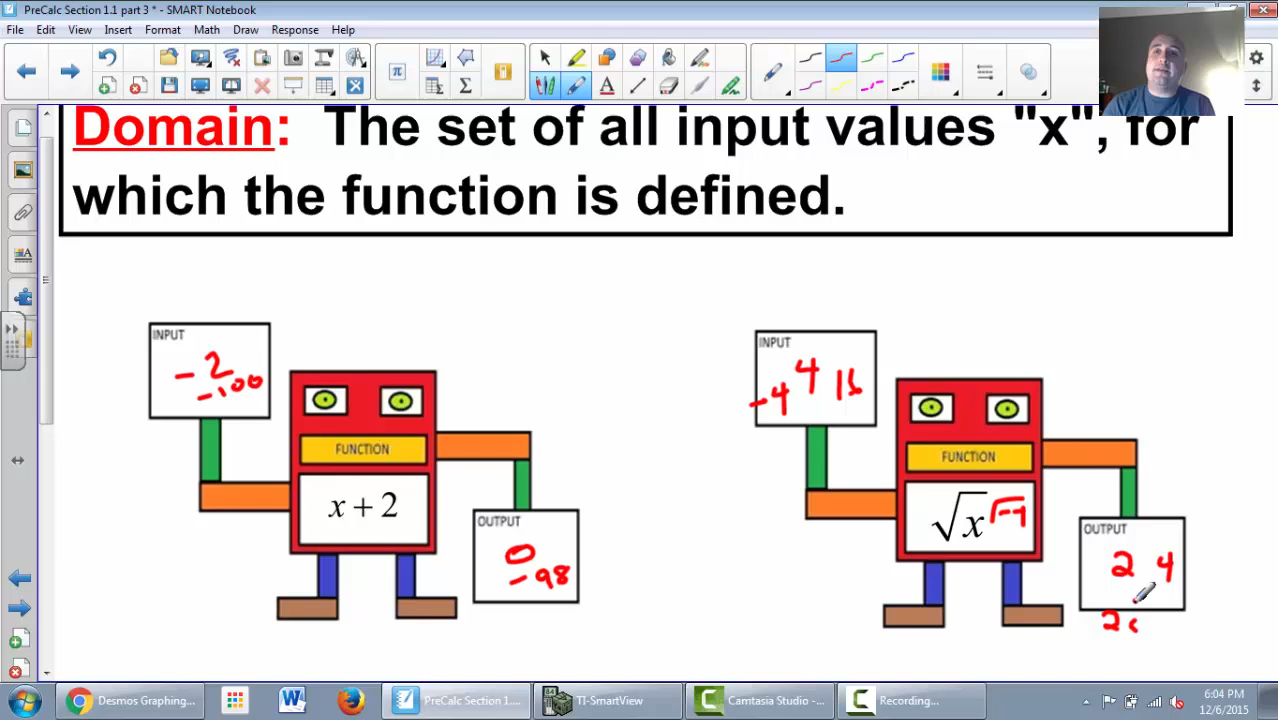 PreCalc Section 1.1 part 3 * - SMART Notebook
File Edit View Insert Format Math Draw Response Help
Domain: The set of all input values "x", for
which the function is defined.
INPUT
-2
-100
FUNCTION
x + 2
OUTPUT
0
-98
INPUT
-4 4 16
FUNCTION
√x √-4
OUTPUT
2 4
2
Desmos Graphing...
PreCalc Section 1.1 ...
TI-SmartView
Camtasia Studio -...
Recording...
6:04 PM
12/6/2015